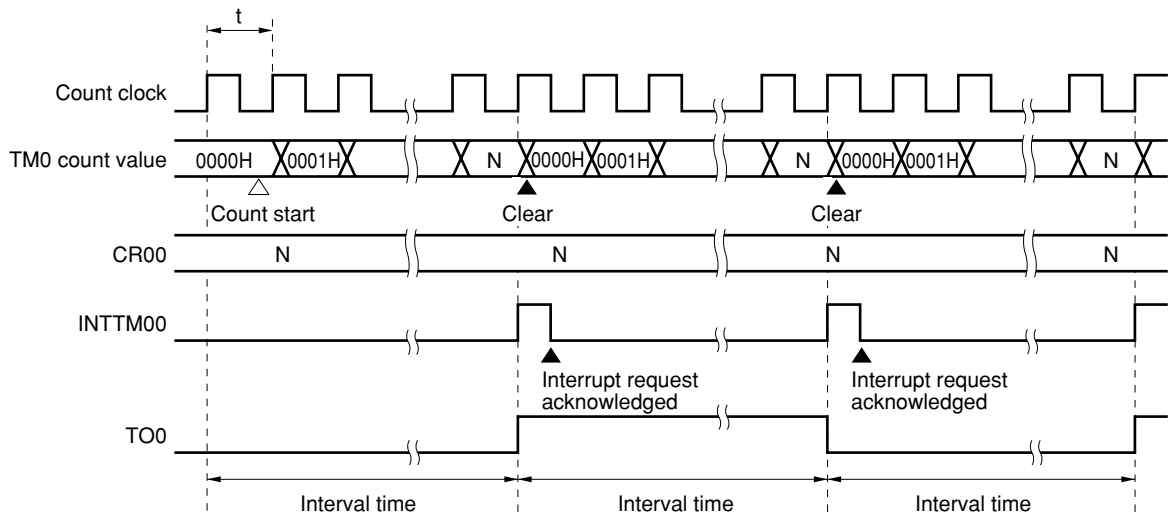 t
Count clock
TM0 count value 0000H 0001H N 0000H 0001H N 0000H 0001H N
Count start Clear Clear
CR00 N N N N
INTTM00
Interrupt request
acknowledged
Interrupt request
acknowledged
TO0
Interval time Interval time Interval time